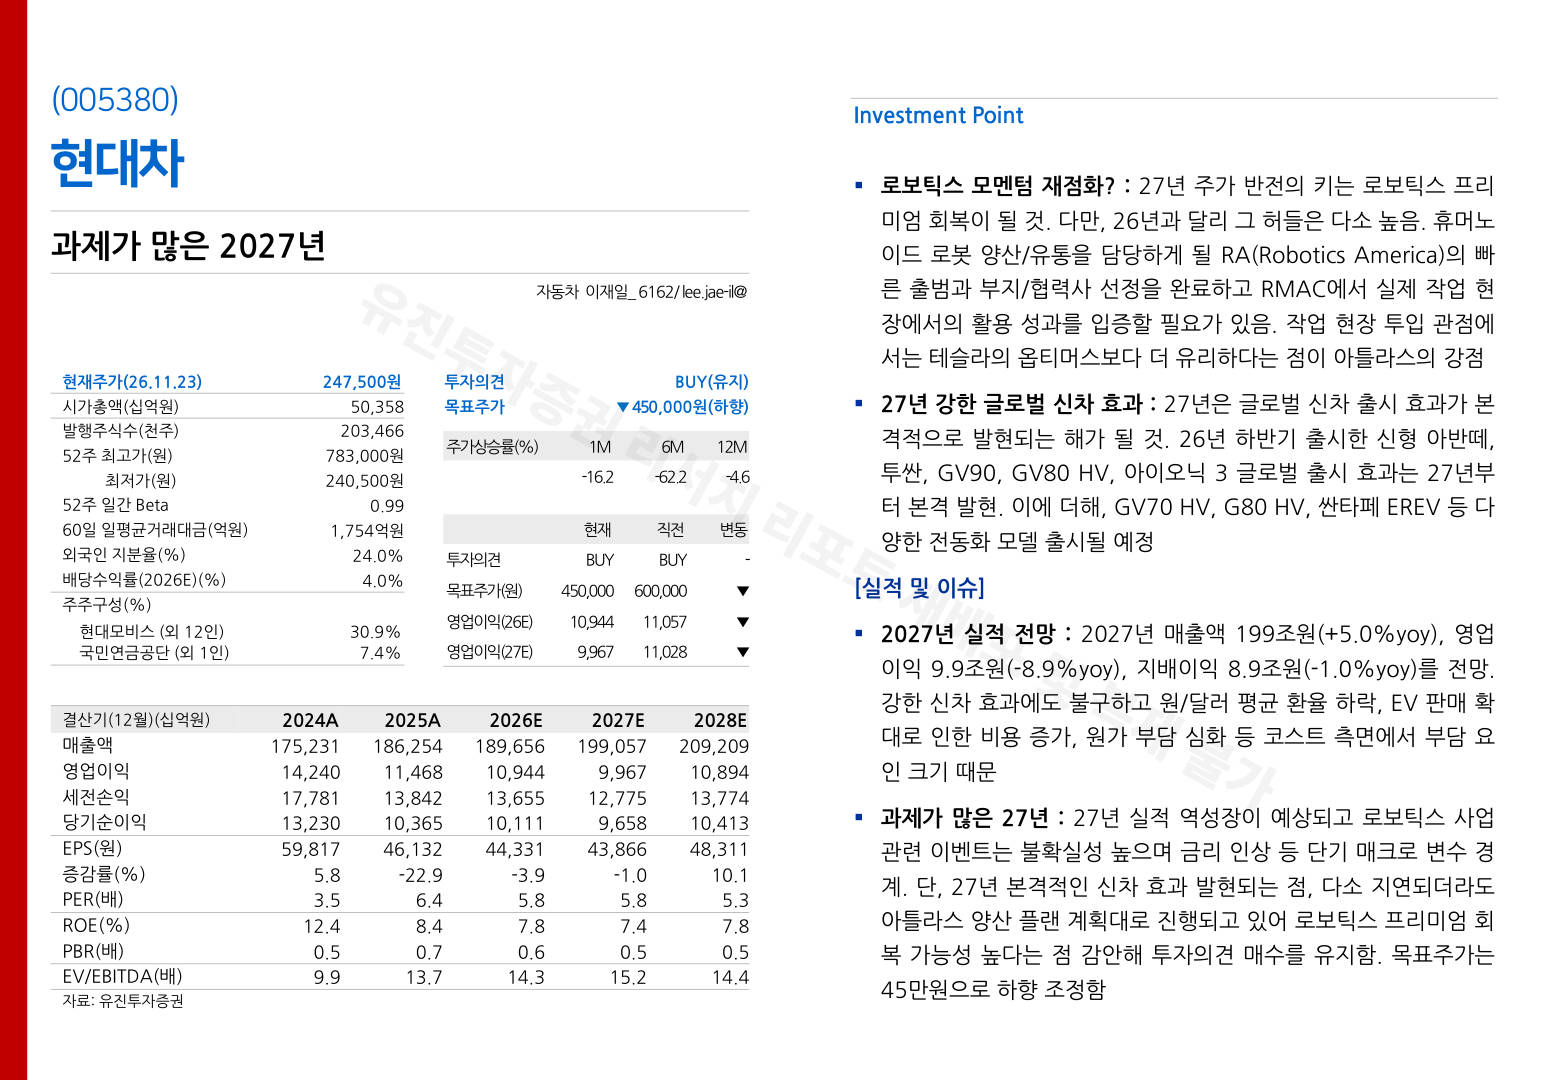 (005380)
현대차
과제가 많은 2027년
자동차 이재일_6162/lee.jae-il@
현재주가(26.11.23) 247,500원
시가총액(십억원) 50,358
발행주식수(천주) 203,466
52주 최고가(원) 783,000원
최저가(원) 240,500원
52주 일간 Beta 0.99
60일 일평균거래대금(억원) 1,754억원
외국인 지분율(%) 24.0%
배당수익률(2026E)(%) 4.0%
주주구성(%)
현대모비스 (외 12인) 30.9%
국민연금공단 (외 1인) 7.4%
투자의견 BUY(유지)
목표주가 ▼450,000원(하향)
주가상승률(%) 1M 6M 12M
-16.2 -62.2 -4.6
현재 직전 변동
투자의견 BUY BUY -
목표주가(원) 450,000 600,000 ▼
영업이익(26E) 10,944 11,057 ▼
영업이익(27E) 9,967 11,028 ▼
결산기(12월)(십억원) 2024A 2025A 2026E 2027E 2028E
매출액 175,231 186,254 189,656 199,057 209,209
영업이익 14,240 11,468 10,944 9,967 10,894
세전손익 17,781 13,842 13,655 12,775 13,774
당기순이익 13,230 10,365 10,111 9,658 10,413
EPS(원) 59,817 46,132 44,331 43,866 48,311
증감률(%) 5.8 -22.9 -3.9 -1.0 10.1
PER(배) 3.5 6.4 5.8 5.8 5.3
ROE(%) 12.4 8.4 7.8 7.4 7.8
PBR(배) 0.5 0.7 0.6 0.5 0.5
EV/EBITDA(배) 9.9 13.7 14.3 15.2 14.4
자료: 유진투자증권
Investment Point
▪ 로보틱스 모멘텀 재점화? : 27년 주가 반전의 키는 로보틱스 프리
미엄 회복이 될 것. 다만, 26년과 달리 그 허들은 다소 높음. 휴머노
이드 로봇 양산/유통을 담당하게 될 RA(Robotics America)의 빠
른 출범과 부지/협력사 선정을 완료하고 RMAC에서 실제 작업 현
장에서의 활용 성과를 입증할 필요가 있음. 작업 현장 투입 관점에
서는 테슬라의 옵티머스보다 더 유리하다는 점이 아틀라스의 강점
▪ 27년 강한 글로벌 신차 효과 : 27년은 글로벌 신차 출시 효과가 본
격적으로 발현되는 해가 될 것. 26년 하반기 출시한 신형 아반떼,
투싼, GV90, GV80 HV, 아이오닉 3 글로벌 출시 효과는 27년부
터 본격 발현. 이에 더해, GV70 HV, G80 HV, 싼타페 EREV 등 다
양한 전동화 모델 출시될 예정
[실적 및 이슈]
▪ 2027년 실적 전망 : 2027년 매출액 199조원(+5.0%yoy), 영업
이익 9.9조원(-8.9%yoy), 지배이익 8.9조원(-1.0%yoy)를 전망.
강한 신차 효과에도 불구하고 원/달러 평균 환율 하락, EV 판매 확
대로 인한 비용 증가, 원가 부담 심화 등 코스트 측면에서 부담 요
인 크기 때문
▪ 과제가 많은 27년 : 27년 실적 역성장이 예상되고 로보틱스 사업
관련 이벤트는 불확실성 높으며 금리 인상 등 단기 매크로 변수 경
계. 단, 27년 본격적인 신차 효과 발현되는 점, 다소 지연되더라도
아틀라스 양산 플랜 계획대로 진행되고 있어 로보틱스 프리미엄 회
복 가능성 높다는 점 감안해 투자의견 매수를 유지함. 목표주가는
45만원으로 하향 조정함